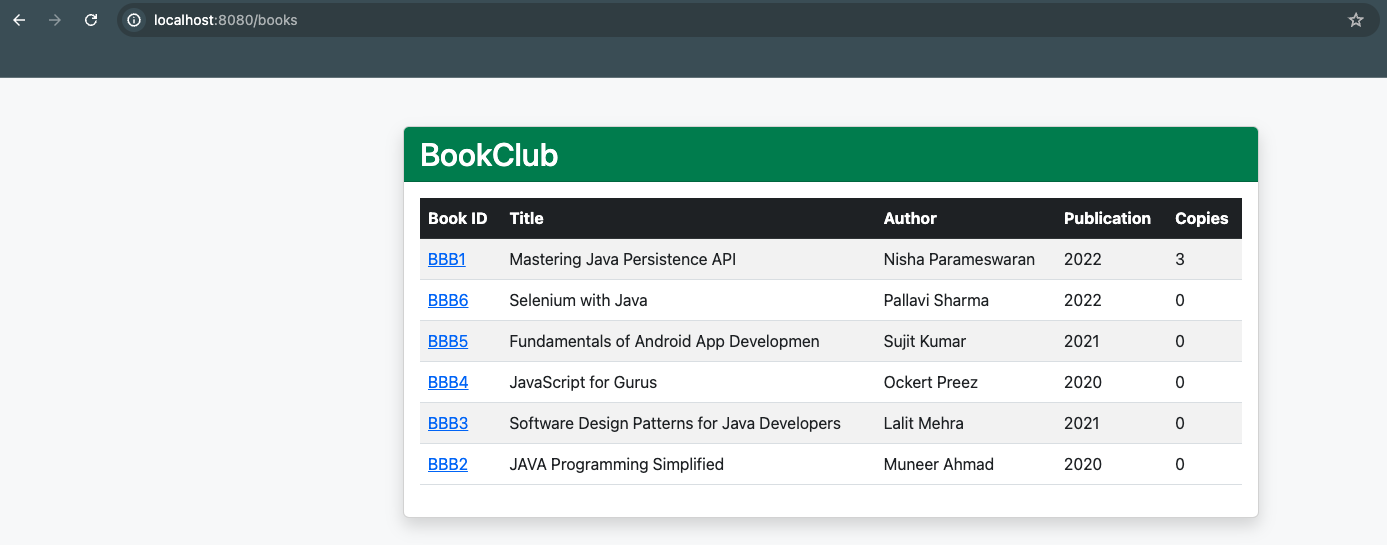 localhost:8080/books
BookClub
Book ID Title Author Publication Copies
BBB1 Mastering Java Persistence API Nisha Parameswaran 2022 3
BBB6 Selenium with Java Pallavi Sharma 2022 0
BBB5 Fundamentals of Android App Developmen Sujit Kumar 2021 0
BBB4 JavaScript for Gurus Ockert Preez 2020 0
BBB3 Software Design Patterns for Java Developers Lalit Mehra 2021 0
BBB2 JAVA Programming Simplified Muneer Ahmad 2020 0